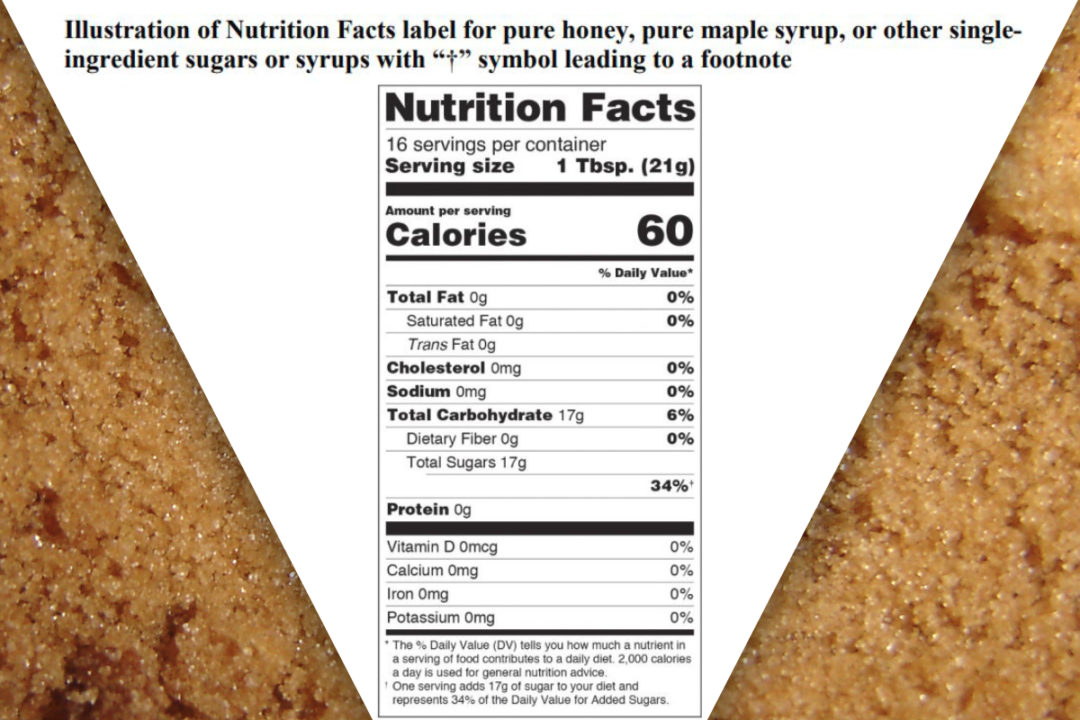 Illustration of Nutrition Facts label for pure honey, pure maple syrup, or other single-
ingredient sugars or syrups with “†” symbol leading to a footnote
Nutrition Facts
16 servings per container
Serving size 1 Tbsp. (21g)
Amount per serving
Calories 60
% Daily Value*
Total Fat 0g 0%
Saturated Fat 0g 0%
Trans Fat 0g
Cholesterol 0mg 0%
Sodium 0mg 0%
Total Carbohydrate 17g 6%
Dietary Fiber 0g 0%
Total Sugars 17g
34%†
Protein 0g
Vitamin D 0mcg 0%
Calcium 0mg 0%
Iron 0mg 0%
Potassium 0mg 0%
* The % Daily Value (DV) tells you how much a nutrient in
a serving of food contributes to a daily diet. 2,000 calories
a day is used for general nutrition advice.
† One serving adds 17g of sugar to your diet and
represents 34% of the Daily Value for Added Sugars.